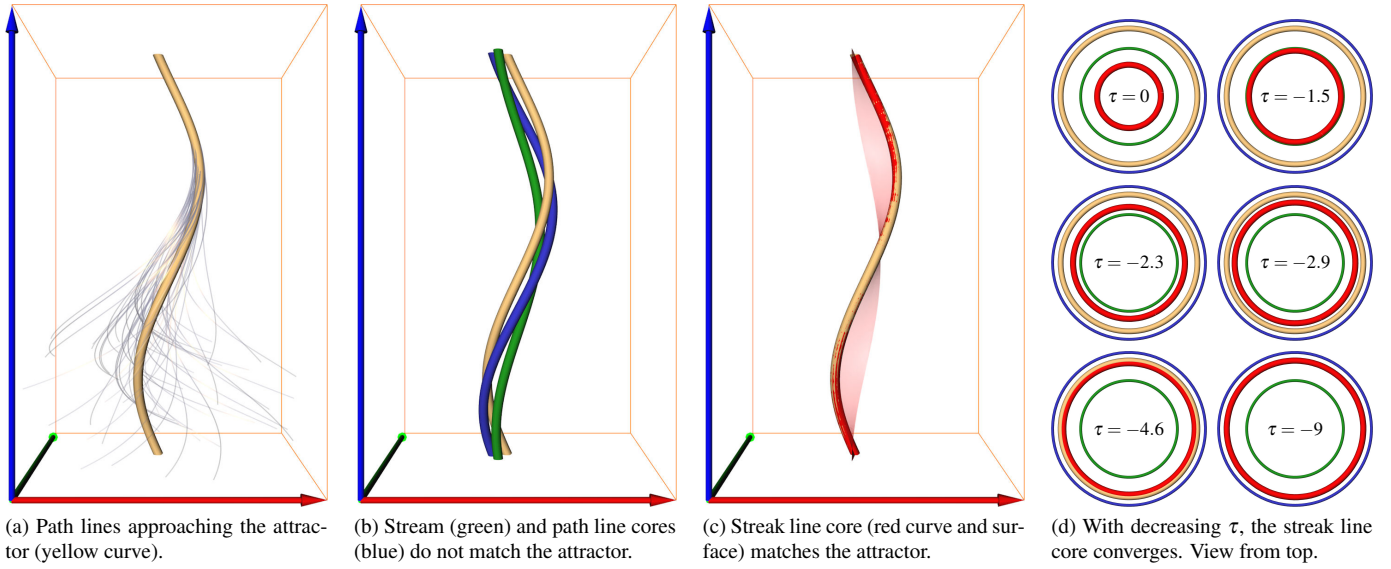 τ = 0
τ = −1.5
τ = −2.3
τ = −2.9
τ = −4.6
τ = −9
(a) Path lines approaching the attrac-
tor (yellow curve).
(b) Stream (green) and path line cores
(blue) do not match the attractor.
(c) Streak line core (red curve and sur-
face) matches the attractor.
(d) With decreasing τ, the streak line
core converges. View from top.